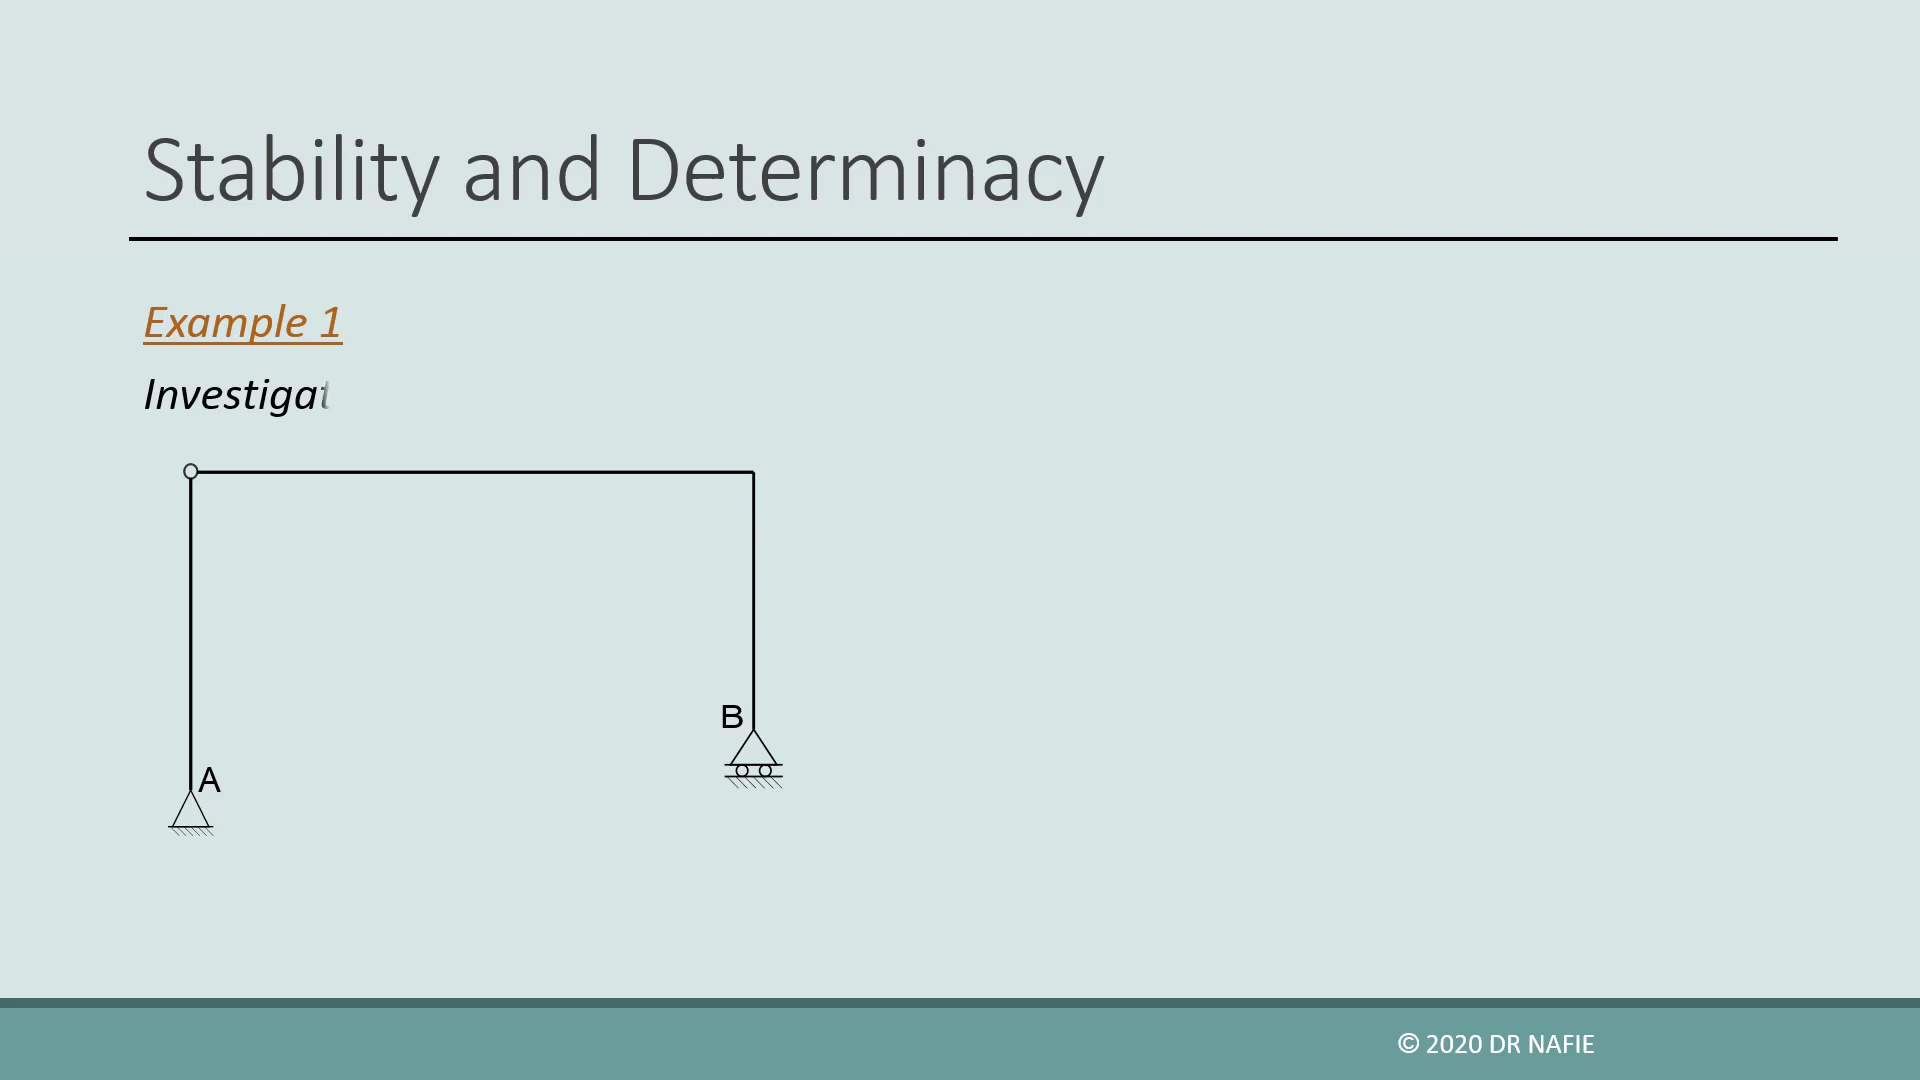 Stability and Determinacy
Example 1
Investigat
B
A
© 2020 DR NAFIE